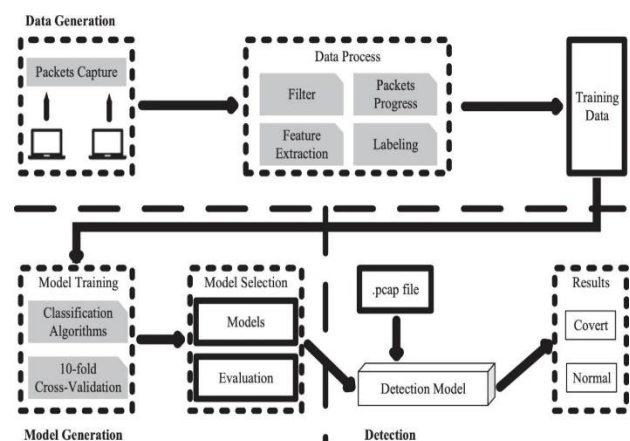 Data Generation
Packets Capture
Data Process
Filter
Packets
Progress
Feature
Extraction
Labeling
Training
Data
Model Training
Classification
Algorithms
10-fold
Cross-Validation
Model Generation
Model Selection
Models
Evaluation
.pcap file
Detection Model
Detection
Results
Covert
Normal